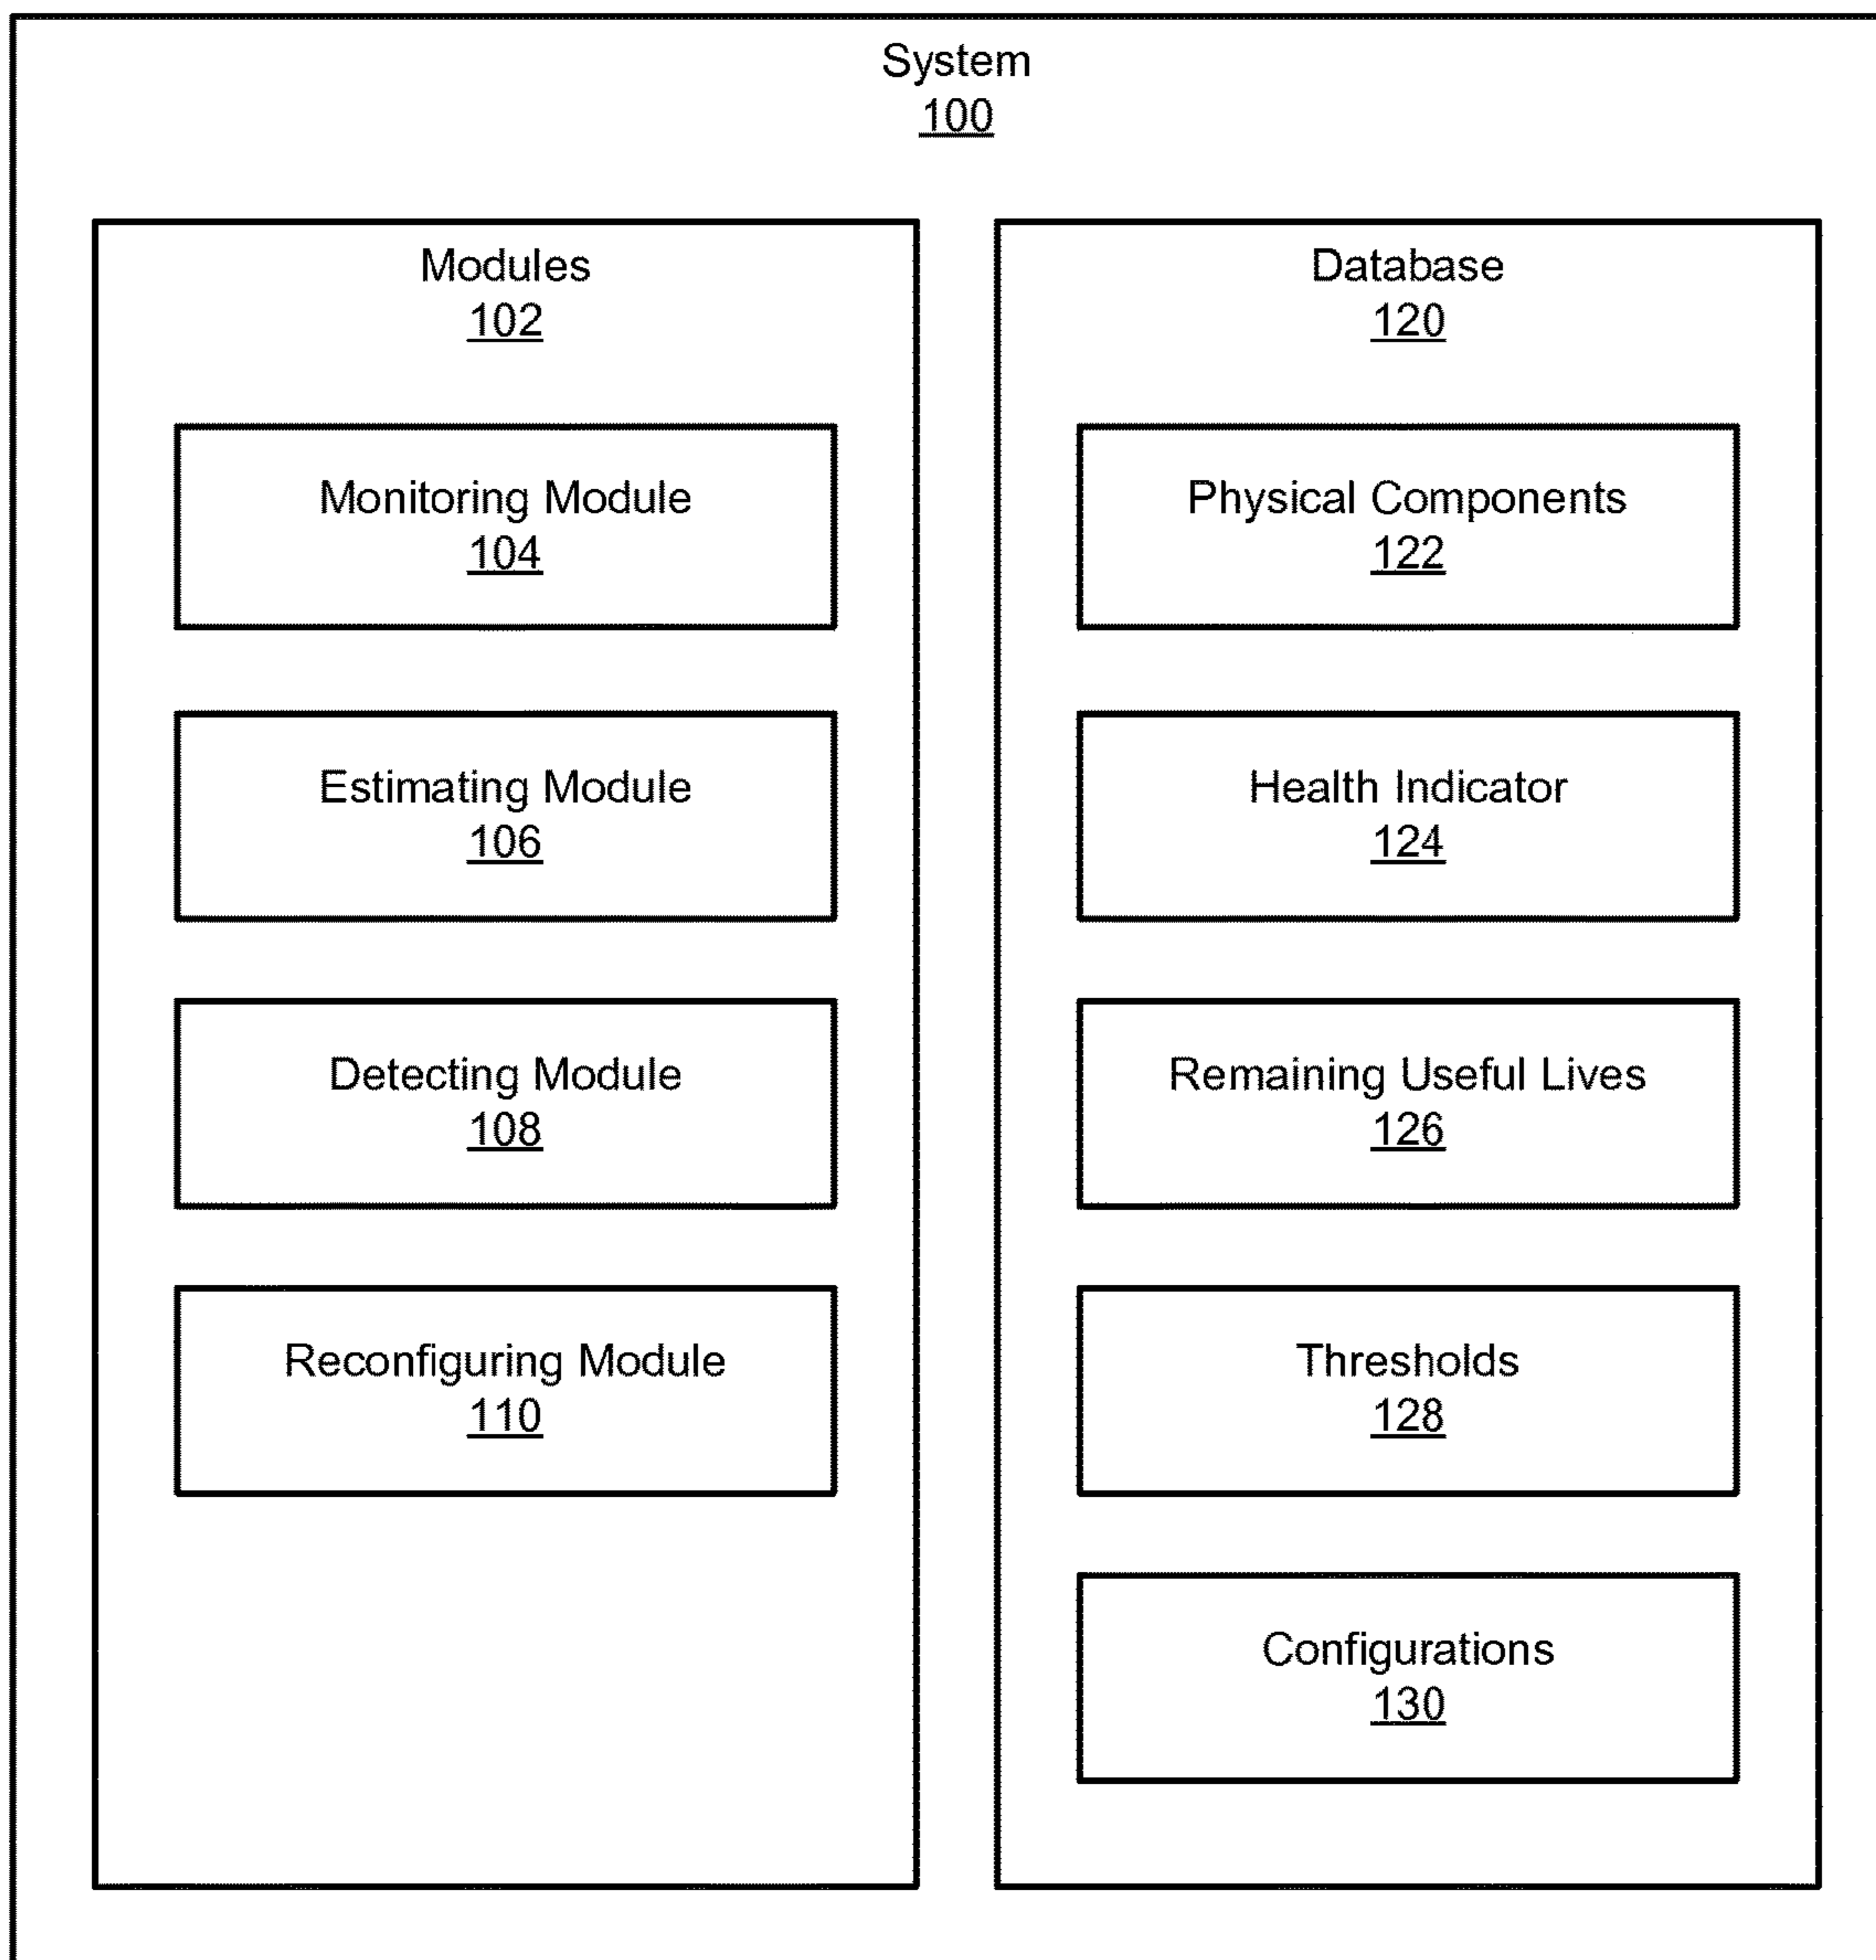 System
100
Modules
102
Monitoring Module
104
Estimating Module
106
Detecting Module
108
Reconfiguring Module
110
Database
120
Physical Components
122
Health Indicator
124
Remaining Useful Lives
126
Thresholds
128
Configurations
130